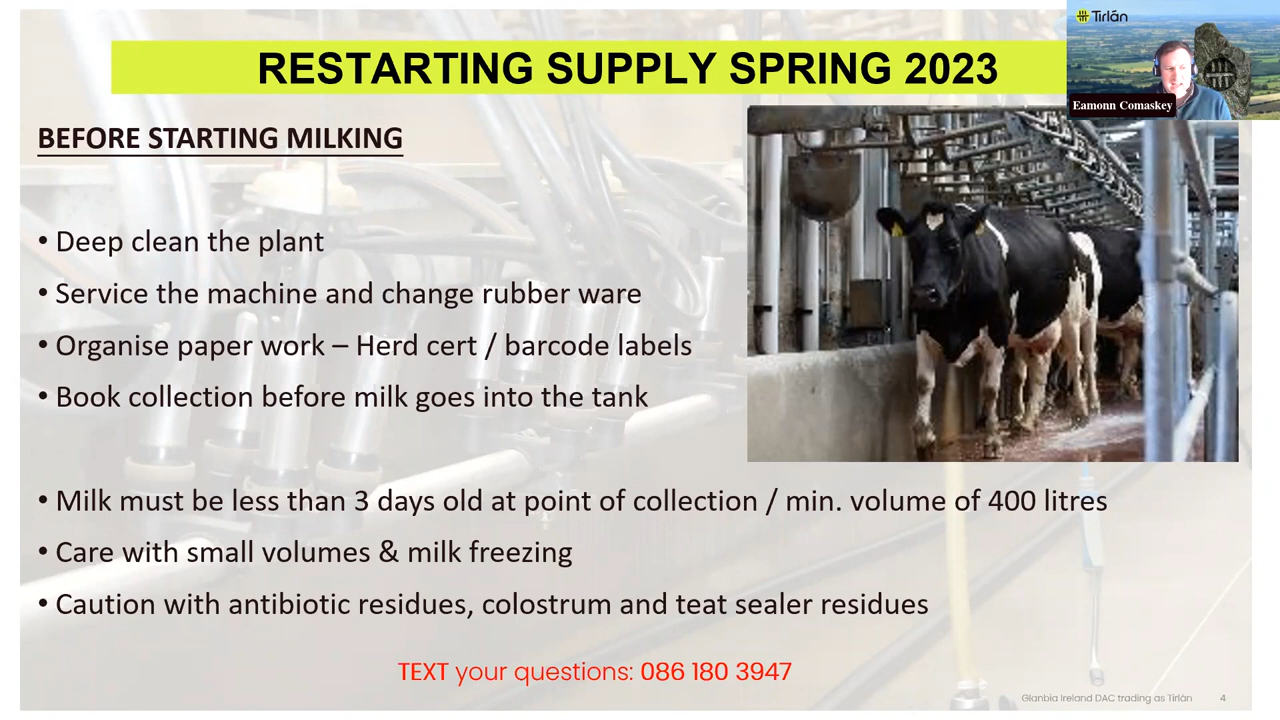 RESTARTING SUPPLY SPRING 2023
Tirlán
Eamonn Comaskey
BEFORE STARTING MILKING
• Deep clean the plant
• Service the machine and change rubber ware
• Organise paper work – Herd cert / barcode labels
• Book collection before milk goes into the tank
• Milk must be less than 3 days old at point of collection / min. volume of 400 litres
• Care with small volumes & milk freezing
• Caution with antibiotic residues, colostrum and teat sealer residues
TEXT your questions: 086 180 3947
Glanbia Ireland DAC trading as Tirlán 4